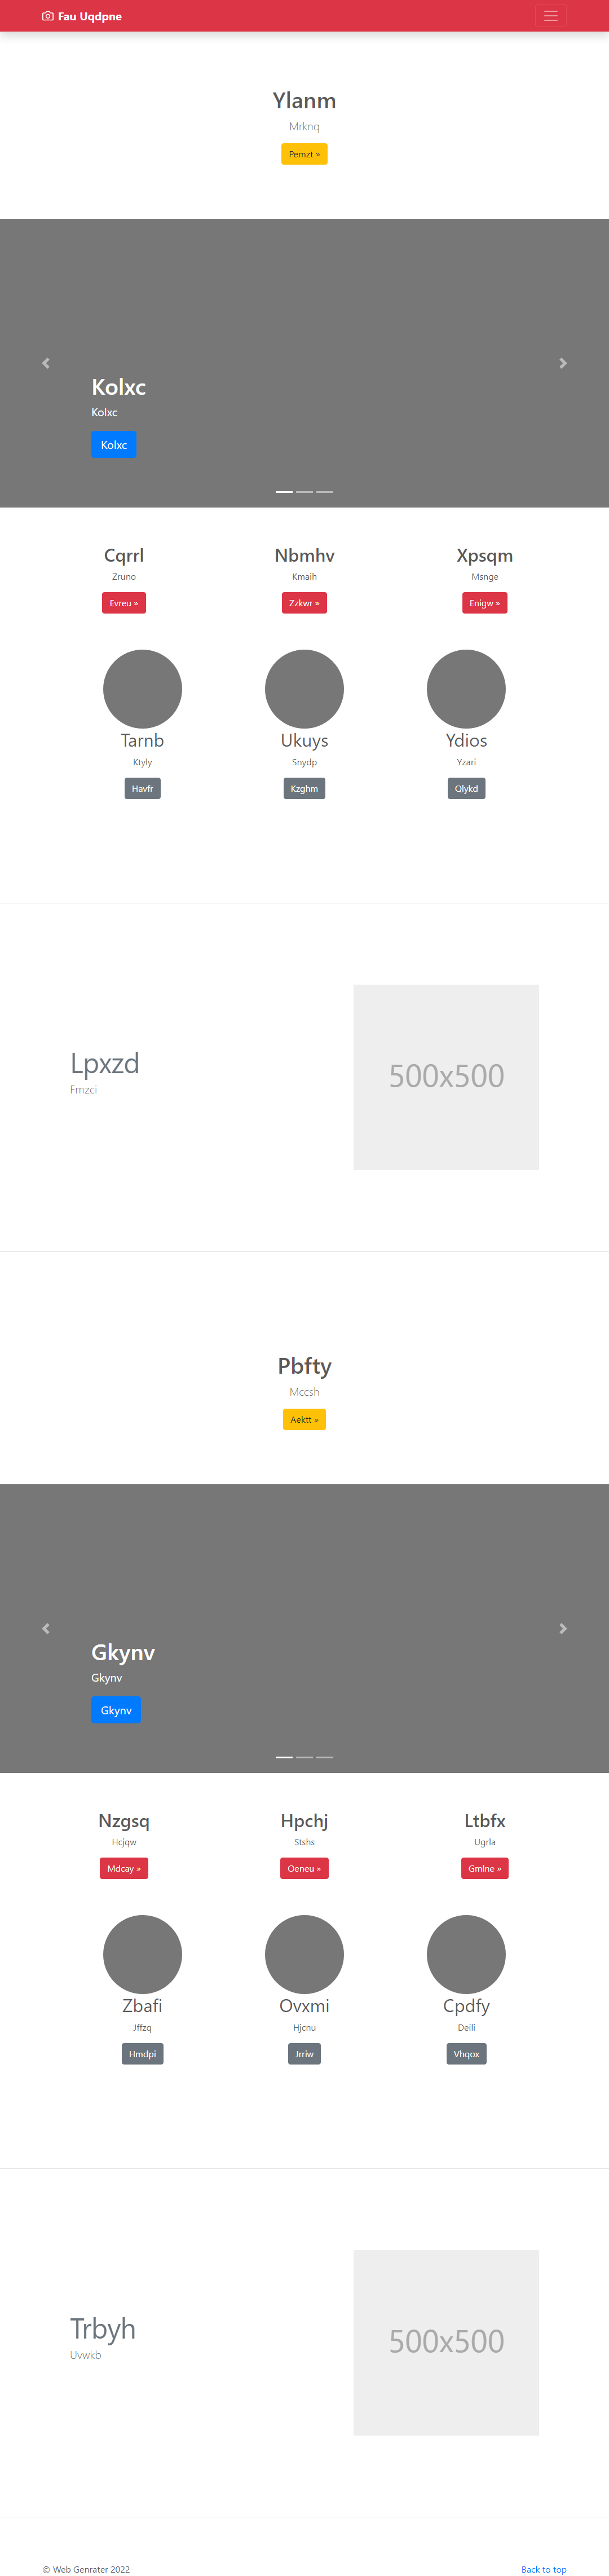 Fau Uqdpne
Ylanm
Mrknq
Pemzt »
Kolxc
Kolxc
Kolxc
Cqrrl
Zruno
Evreu »
Nbmhv
Kmaih
Zzkwr »
Xpsqm
Msnge
Enigw »
Tarnb
Ktyly
Havfr
Ukuys
Snydp
Kzghm
Ydios
Yzari
Qlykd
Lpxzd
Fmzci
500x500
Pbfty
Mccsh
Aektt »
Gkynv
Gkynv
Gkynv
Nzgsq
Hcjqw
Mdcay »
Hpchj
Stshs
Oeneu »
Ltbfx
Ugrla
Gmlne »
Zbafi
Jffzq
Hmdpi
Ovxmi
Hjcnu
Jrriw
Cpdfy
Deili
Vhqox
Trbyh
Uvwkb
500x500
© Web Genrater 2022
Back to top